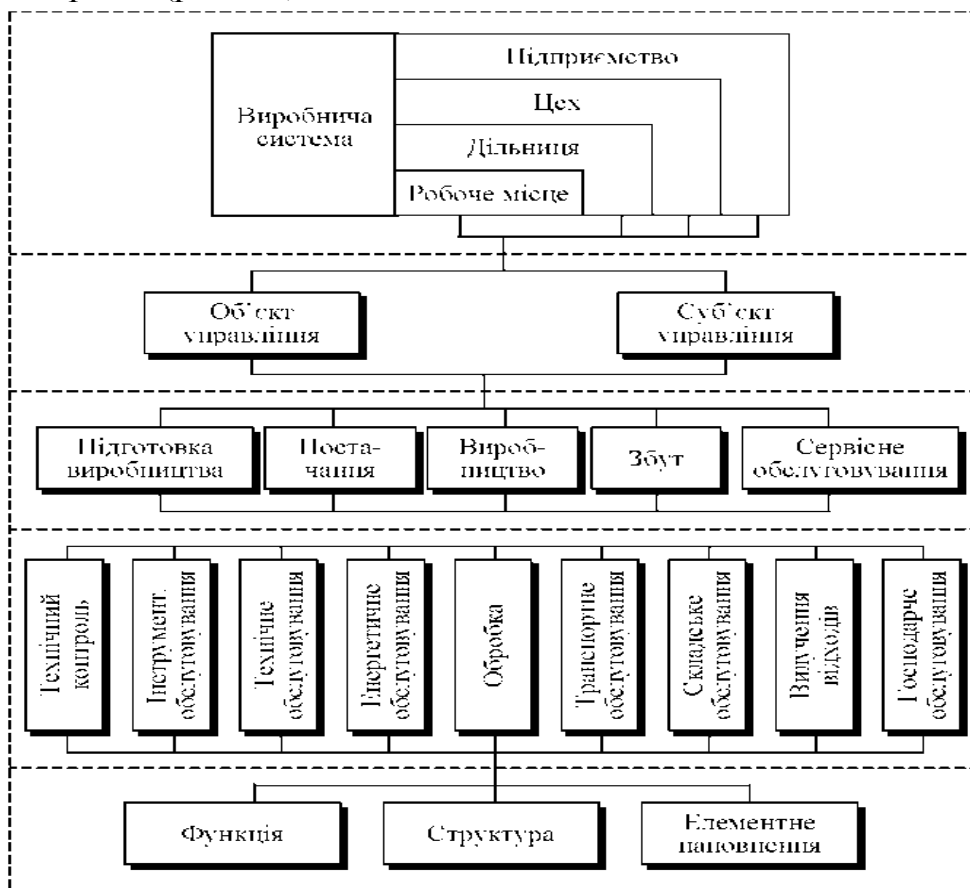 Підприємство
Цех
Виробнича
система
Дільниця
Робоче місце
Об'єкт
управління
Суб'єкт
управління
Підготовка
виробництва
Поста-
чання
Вироб-
ництво
Збут
Сервісне
обслуговування
Технічний
контроль
Інструмент.
обслуговування
Технічне
обслуговування
Енергетичне
обслуговування
Обробка
Транспортне
обслуговування
Складське
обслуговування
Вилучення
відходів
Господарче
обслуговування
Функція
Структура
Елементне
наповнення